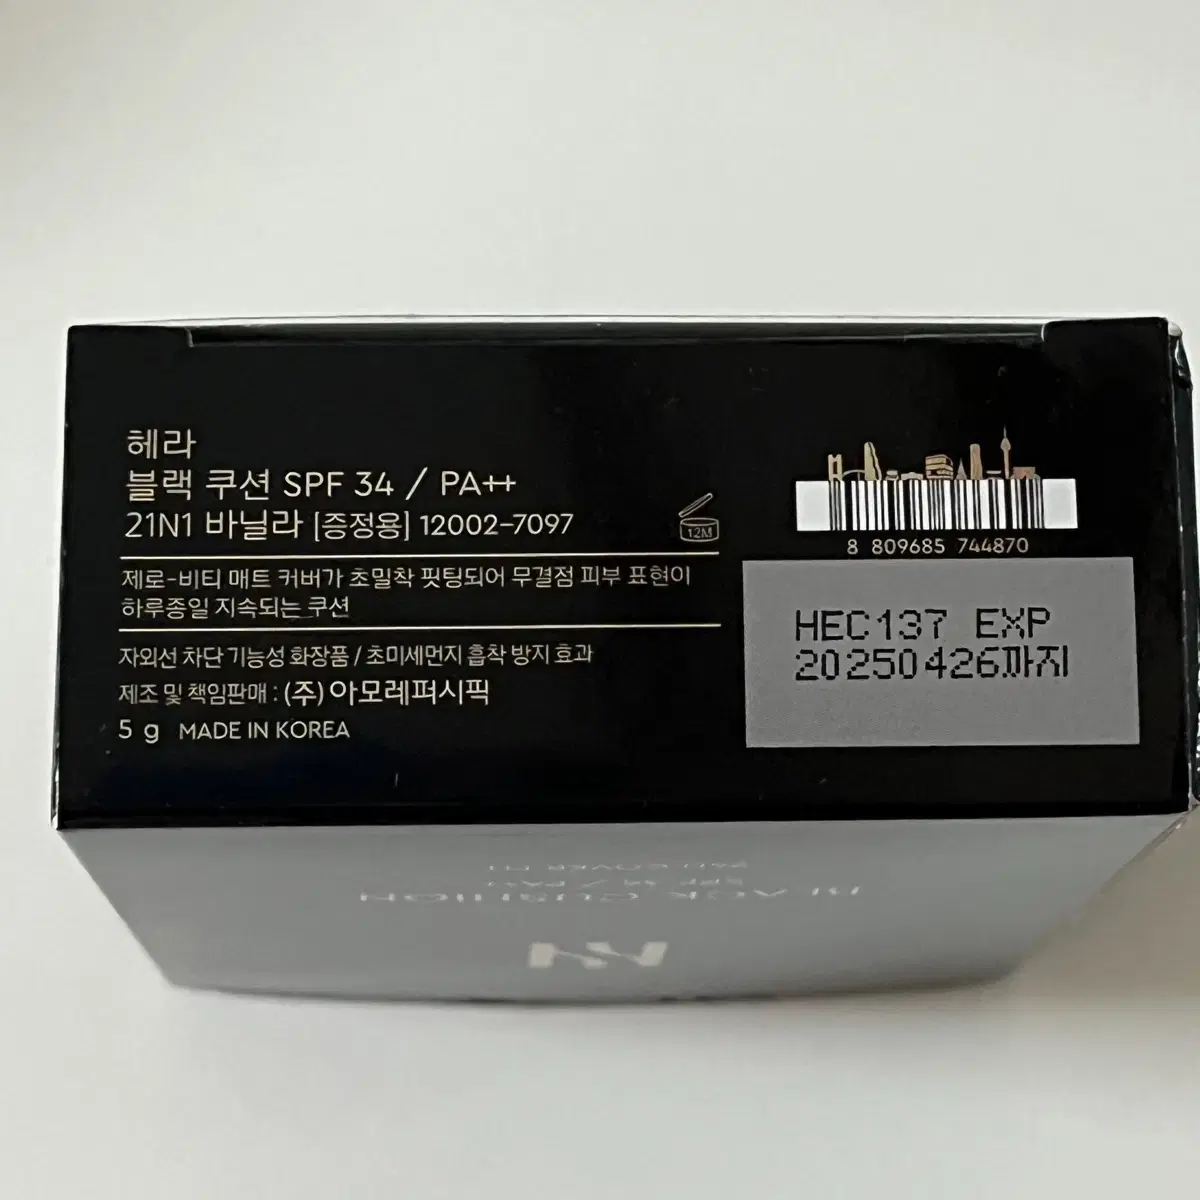 헤라
블랙 쿠션 SPF 34 / PA++
21N1 바닐라 [증정용] 12002-7097
12M
제로-비티 매트 커버가 초밀착 핏팅되어 무결점 피부 표현이
하루종일 지속되는 쿠션
자외선 차단 기능성 화장품 / 초미세먼지 흡착 방지 효과
제조 및 책임판매 : (주) 아모레퍼시픽
5 g MADE IN KOREA
8 809685 744870
HEC137 EXP
20250426까지
BLACK CUSHION
SPF 34 / PA++